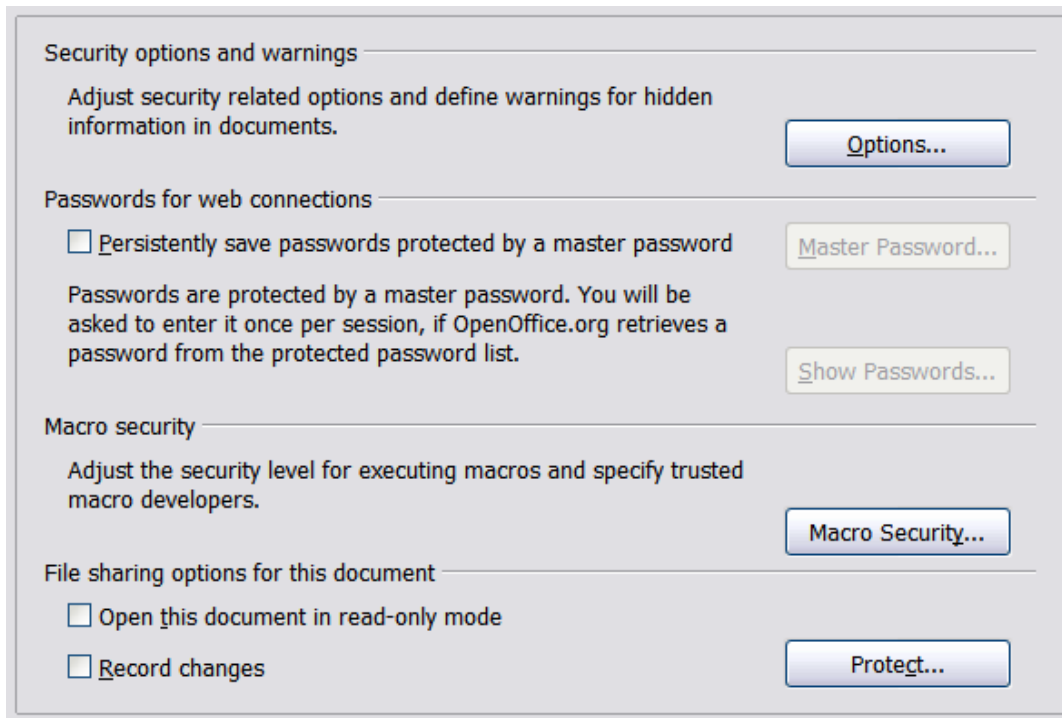 Security options and warnings
Adjust security related options and define warnings for hidden
information in documents.
Options...
Passwords for web connections
Persistently save passwords protected by a master password
Master Password...
Passwords are protected by a master password. You will be
asked to enter it once per session, if OpenOffice.org retrieves a
password from the protected password list.
Show Passwords...
Macro security
Adjust the security level for executing macros and specify trusted
macro developers.
Macro Security...
File sharing options for this document
Open this document in read-only mode
Record changes
Protect...